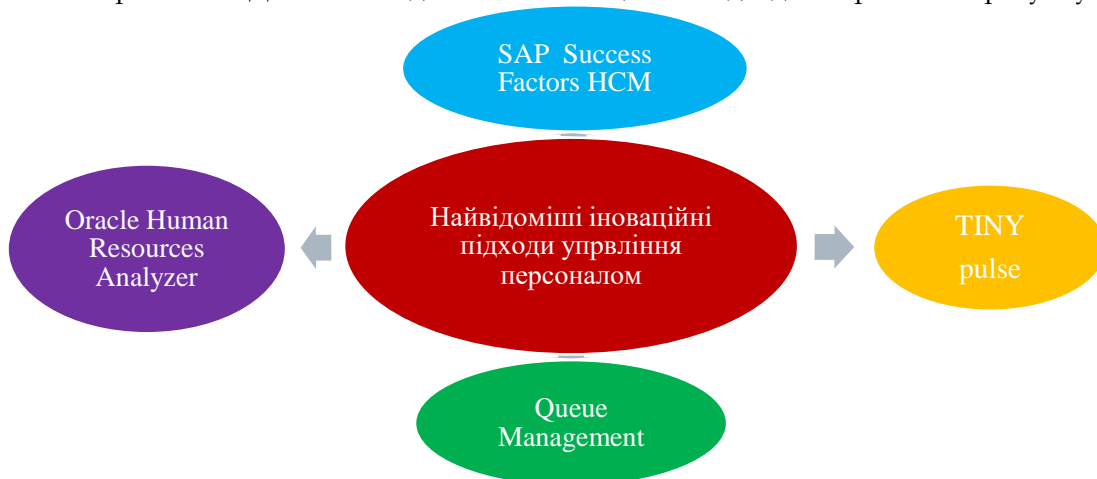 SAP Success
Factors HCM
Oracle Human
Resources
Analyzer
Найвідоміші іноваційні
підходи упрвління
персоналом
TINY
pulse
Queue
Management